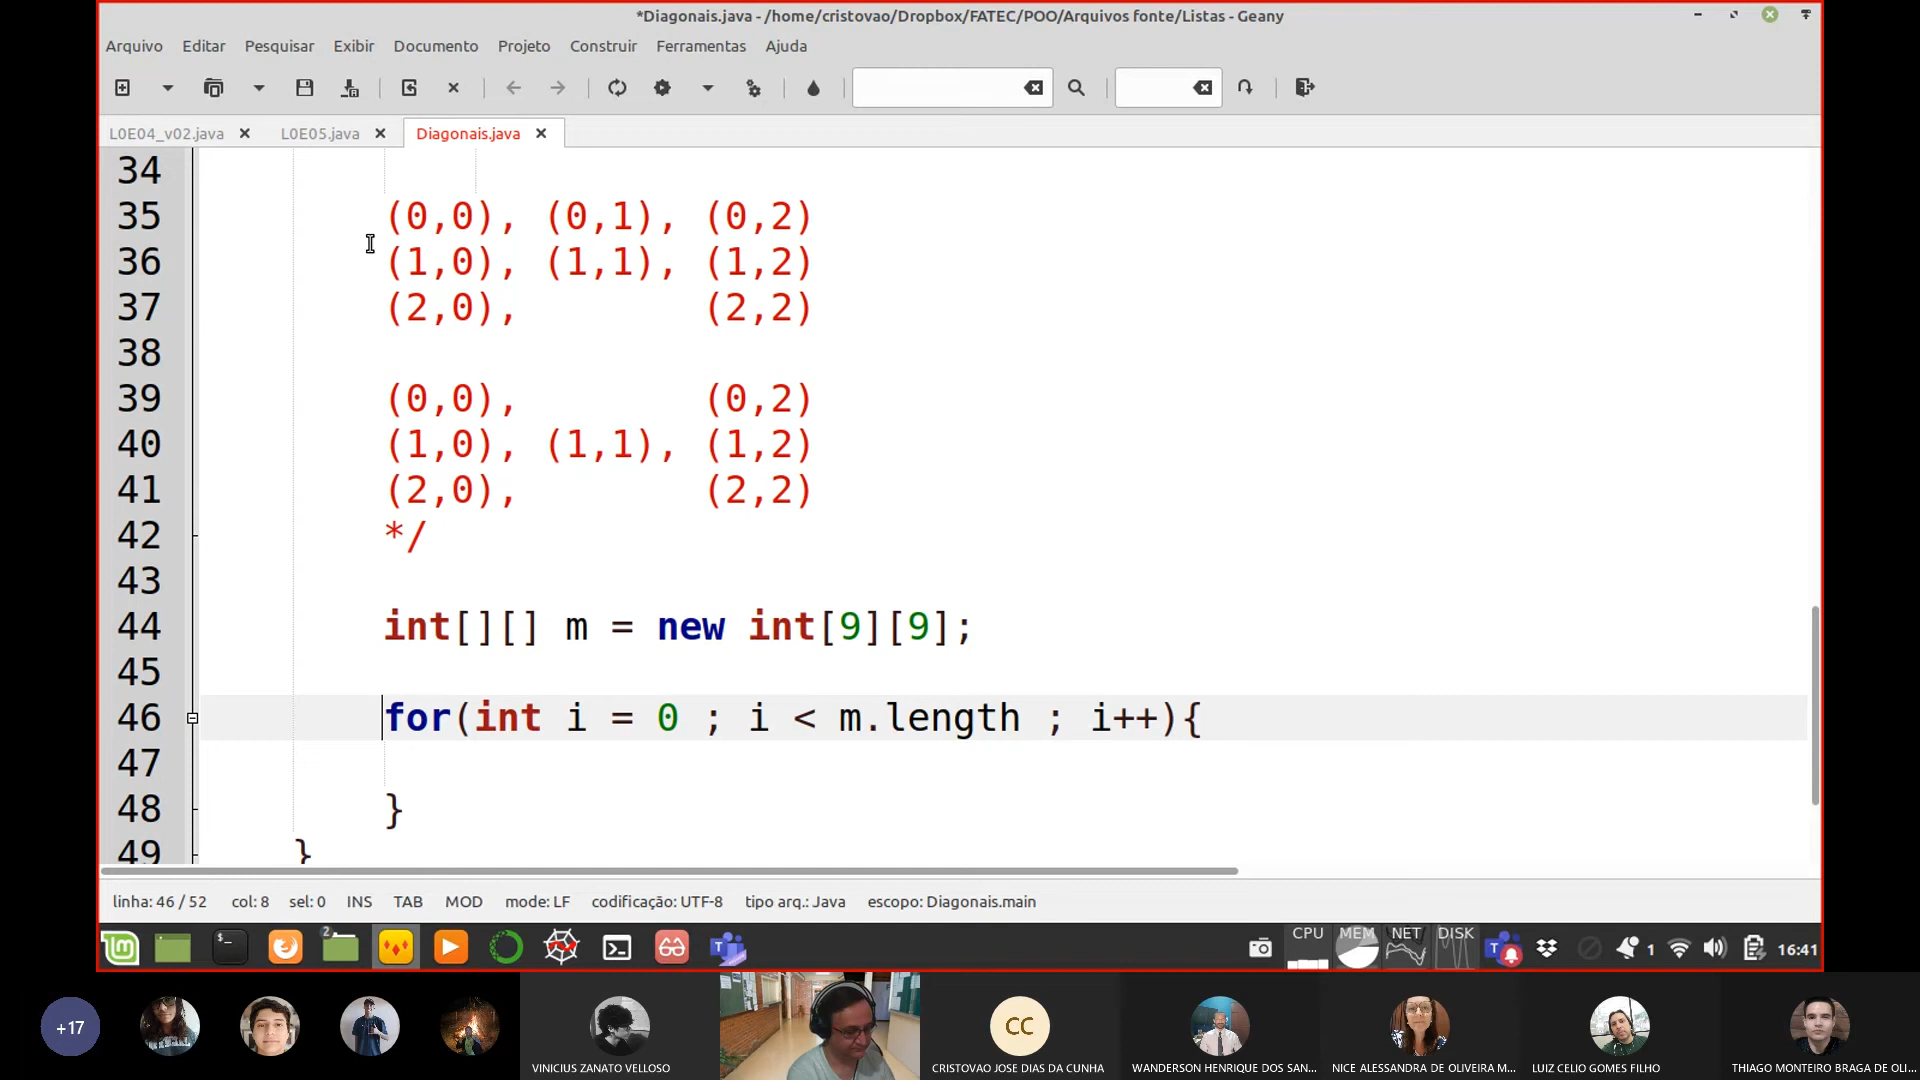 *Diagonais.java - /home/cristovao/Dropbox/FATEC/POO/Arquivos fonte/Listas - Geany
Arquivo Editar Pesquisar Exibir Documento Projeto Construir Ferramentas Ajuda
L0E04_v02.java L0E05.java Diagonais.java
34
35 (0,0), (0,1), (0,2)
36 (1,0), (1,1), (1,2)
37 (2,0), (2,2)
38
39 (0,0), (0,2)
40 (1,0), (1,1), (1,2)
41 (2,0), (2,2)
42 */
43
44 int[][] m = new int[9][9];
45
46 for(int i = 0 ; i < m.length ; i++){
47
48 }
49 }
linha: 46 / 52 col: 8 sel: 0 INS TAB MOD mode: LF codificação: UTF-8 tipo arq.: Java escopo: Diagonais.main
2 CPU MEM NET DISK 1 16:41
+17 CC
VINICIUS ZANATO VELLOSO CRISTOVAO JOSE DIAS DA CUNHA WANDERSON HENRIQUE DOS SAN... NICE ALESSANDRA DE OLIVEIRA M... LUIZ CELIO GOMES FILHO THIAGO MONTEIRO BRAGA DE OLI...